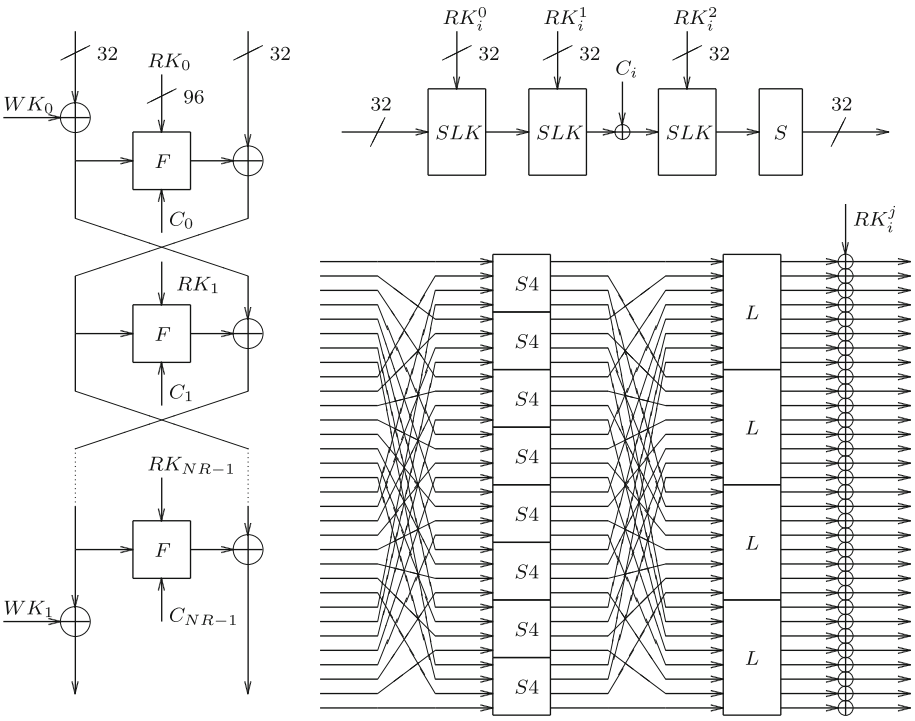 32
32
RK_0
96
WK_0
F
C_0
RK_1
F
C_1
RK_{NR-1}
F
WK_1
C_{NR-1}
RK_i^0
RK_i^1
RK_i^2
32
32
32
C_i
32
32
SLK
SLK
SLK
S
RK_i^j
S4
S4
S4
S4
S4
S4
S4
S4
L
L
L
L